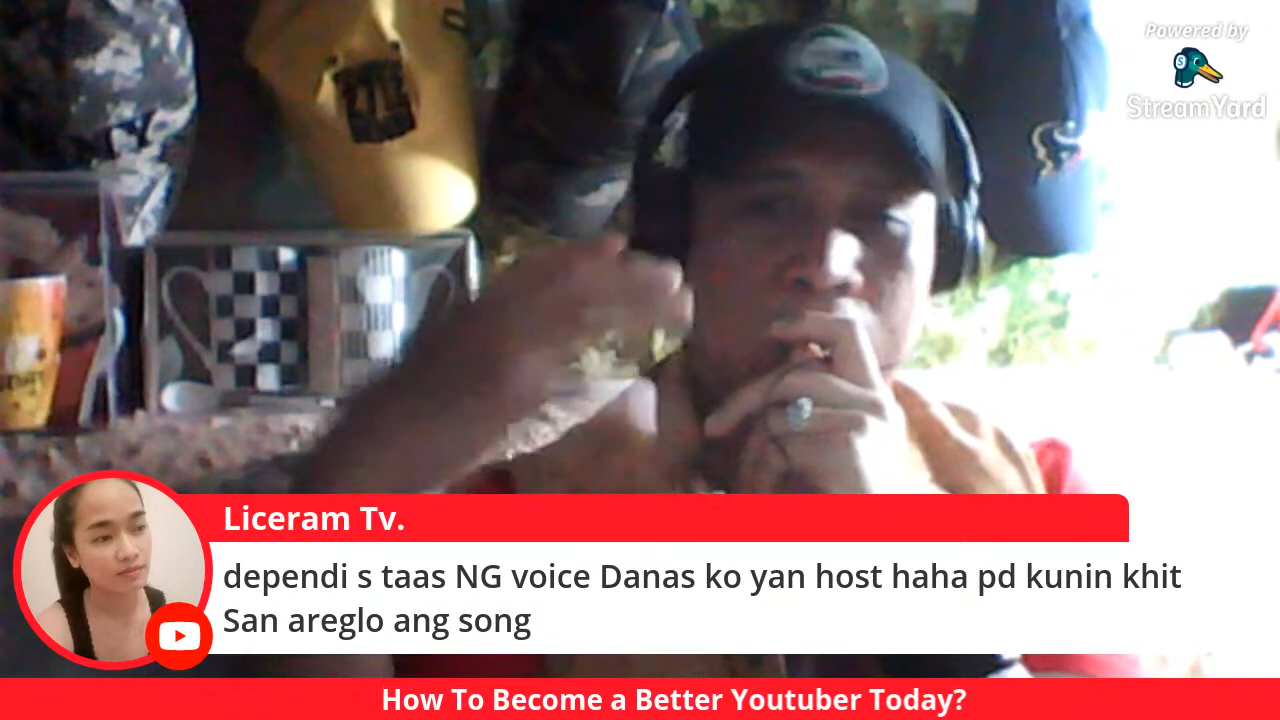 Powered by
StreamYard
Liceram Tv.
dependi s taas NG voice Danas ko yan host haha pd kunin khit
San areglo ang song
How To Become a Better Youtuber Today?